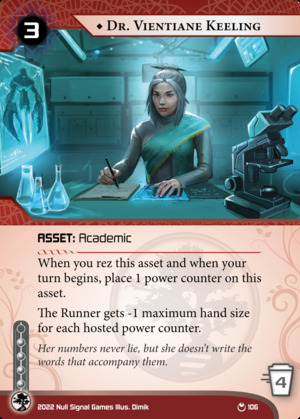 3
◆ Dr. Vientiane Keeling
ASSET: Academic
When you rez this asset and when your
turn begins, place 1 power counter on this
asset.
The Runner gets -1 maximum hand size
for each hosted power counter.
Her numbers never lie, but she doesn't write the
words that accompany them.
4
2022 Null Signal Games Illus. Dimik
106